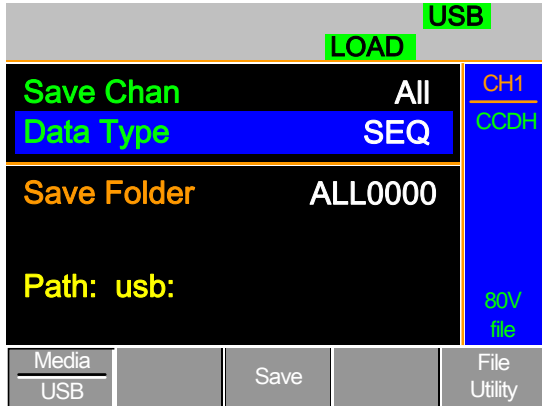 USB
LOAD
Save Chan All
Data Type SEQ
Save Folder ALL0000
Path: usb:
CH1
CCDH
80V
file
Media
USB
Save
File
Utility